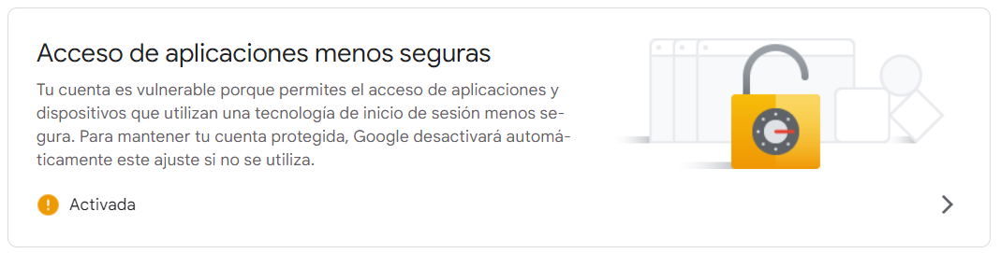 Acceso de aplicaciones menos seguras
Tu cuenta es vulnerable porque permites el acceso de aplicaciones y
dispositivos que utilizan una tecnología de inicio de sesión menos se-
gura. Para mantener tu cuenta protegida, Google desactivará automá-
ticamente este ajuste si no se utiliza.
Activada